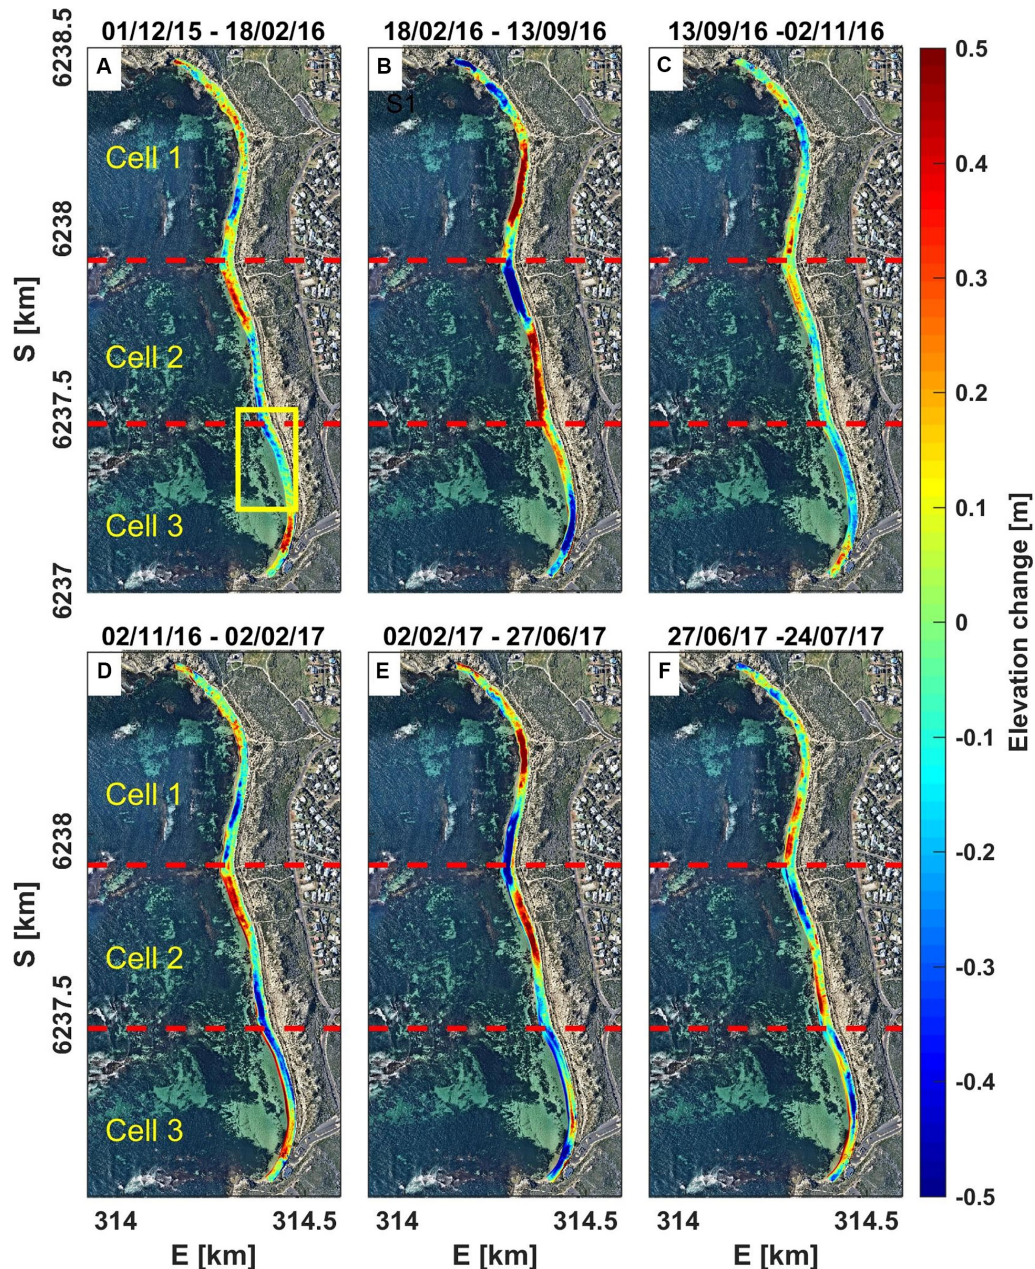 01/12/15 - 18/02/16
18/02/16 - 13/09/16
13/09/16 -02/11/16
A
B
C
S1
Cell 1
Cell 2
Cell 3
6238.5
6238
6237.5
6237
S [km]
02/11/16 - 02/02/17
02/02/17 - 27/06/17
27/06/17 -24/07/17
D
E
F
Cell 1
Cell 2
Cell 3
6238
6237.5
S [km]
314
314.5
314
314.5
314
314.5
E [km]
E [km]
E [km]
0.5
0.4
0.3
0.2
0.1
0
-0.1
-0.2
-0.3
-0.4
-0.5
Elevation change [m]